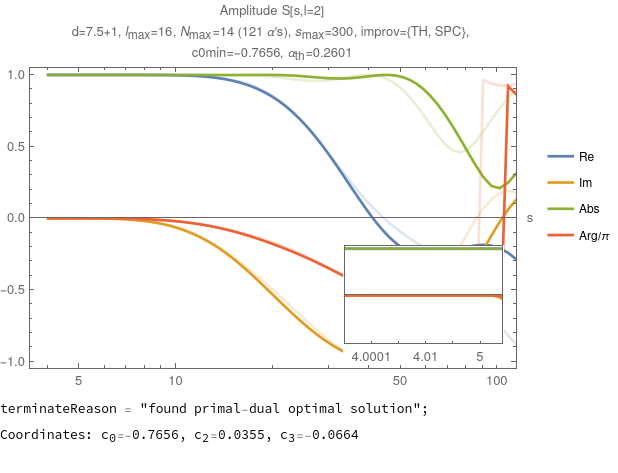 Amplitude S[s,l=2]
d=7.5+1, lmax=16, Nmax=14 (121 α's), smax=300, improv={TH, SPC},
c0min=-0.7656, αth=0.2601
1.0
0.5
0.0
-0.5
-1.0
5
10
50
100
s
Re
Im
Abs
Arg/π
4.0001
4.01
5
terminateReason = "found primal-dual optimal solution";
Coordinates: c0=-0.7656, c2=0.0355, c3=-0.0664